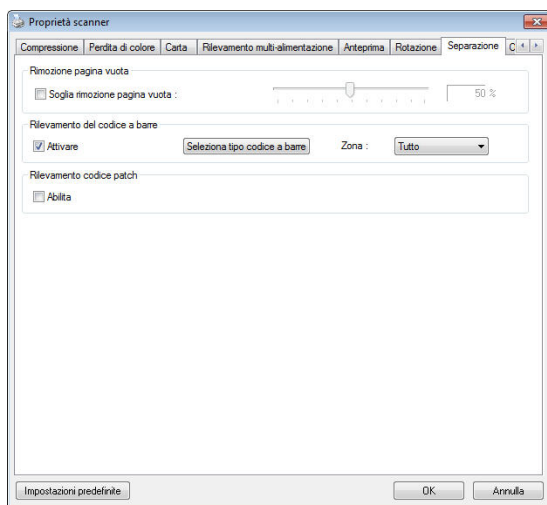 Proprietà scanner
Compressione Perdita di colore Carta Rilevamento multi-alimentazione Anteprima Rotazione Separazione C
Rimozione pagina vuota
Soglia rimozione pagina vuota : 50 %
Rilevamento del codice a barre
Attivare Seleziona tipo codice a barre Zona : Tutto
Rilevamento codice patch
Abilita
Impostazioni predefinite OK Annulla